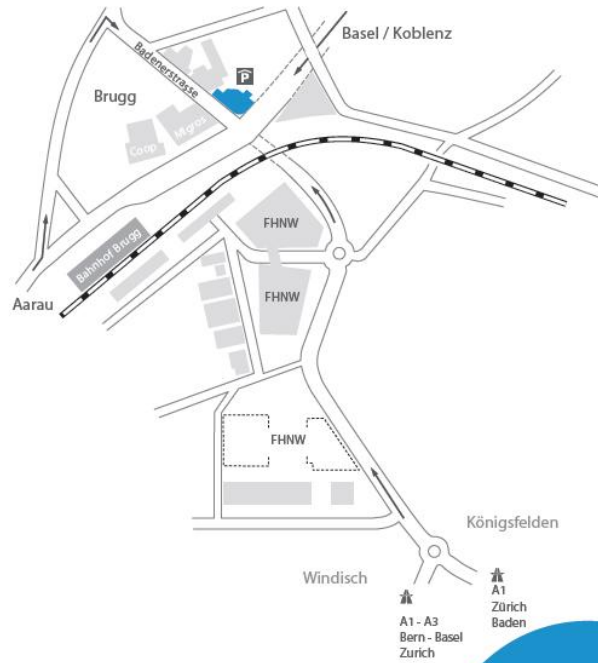 Basel / Koblenz
Badenerstrasse
P
Brugg
Migros
Coop
FHNW
Bahnhof Brugg
Aarau
FHNW
FHNW
Königsfelden
Windisch
A1
Zürich
Baden
A1 - A3
Bern - Basel
Zurich